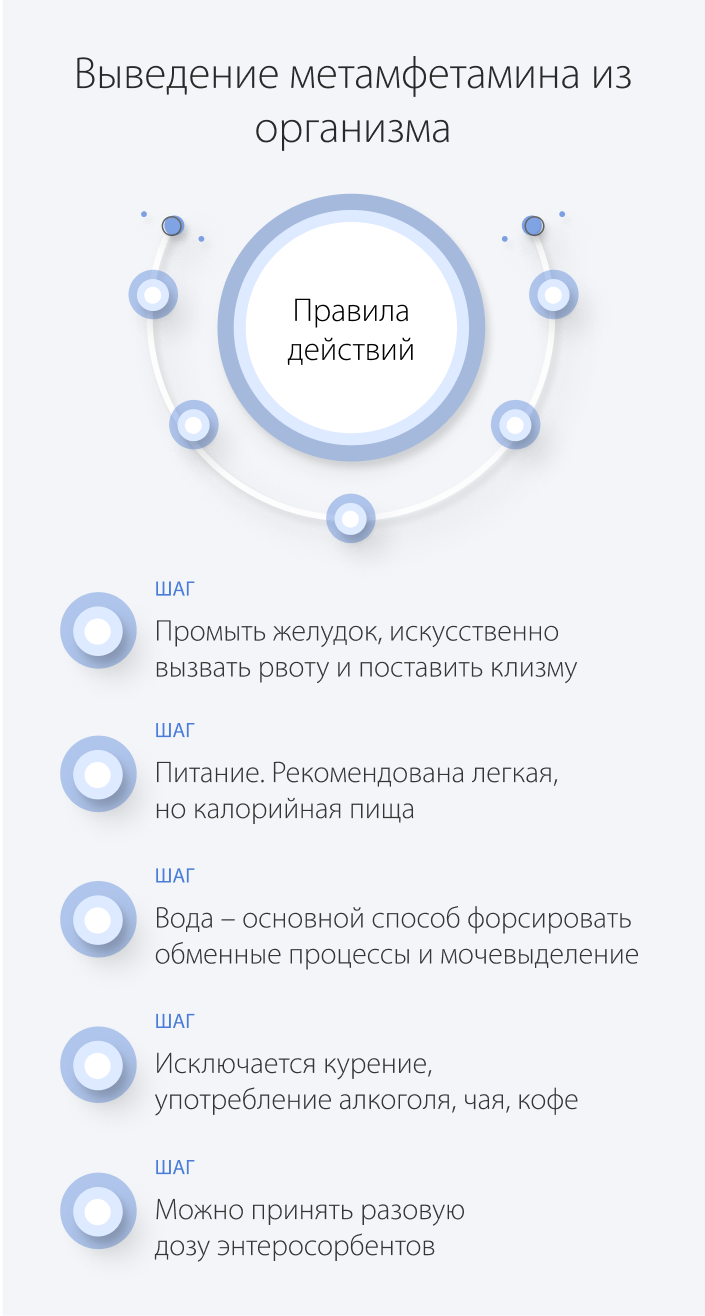 Выведение метамфетамина из
организма
Правила
действий
ШАГ
Промыть желудок, искусственно
вызвать рвоту и поставить клизму
ШАГ
Питание. Рекомендована легкая,
но калорийная пища
ШАГ
Вода – основной способ форсировать
обменные процессы и мочевыделение
ШАГ
Исключается курение,
употребление алкоголя, чая, кофе
ШАГ
Можно принять разовую
дозу энтеросорбентов